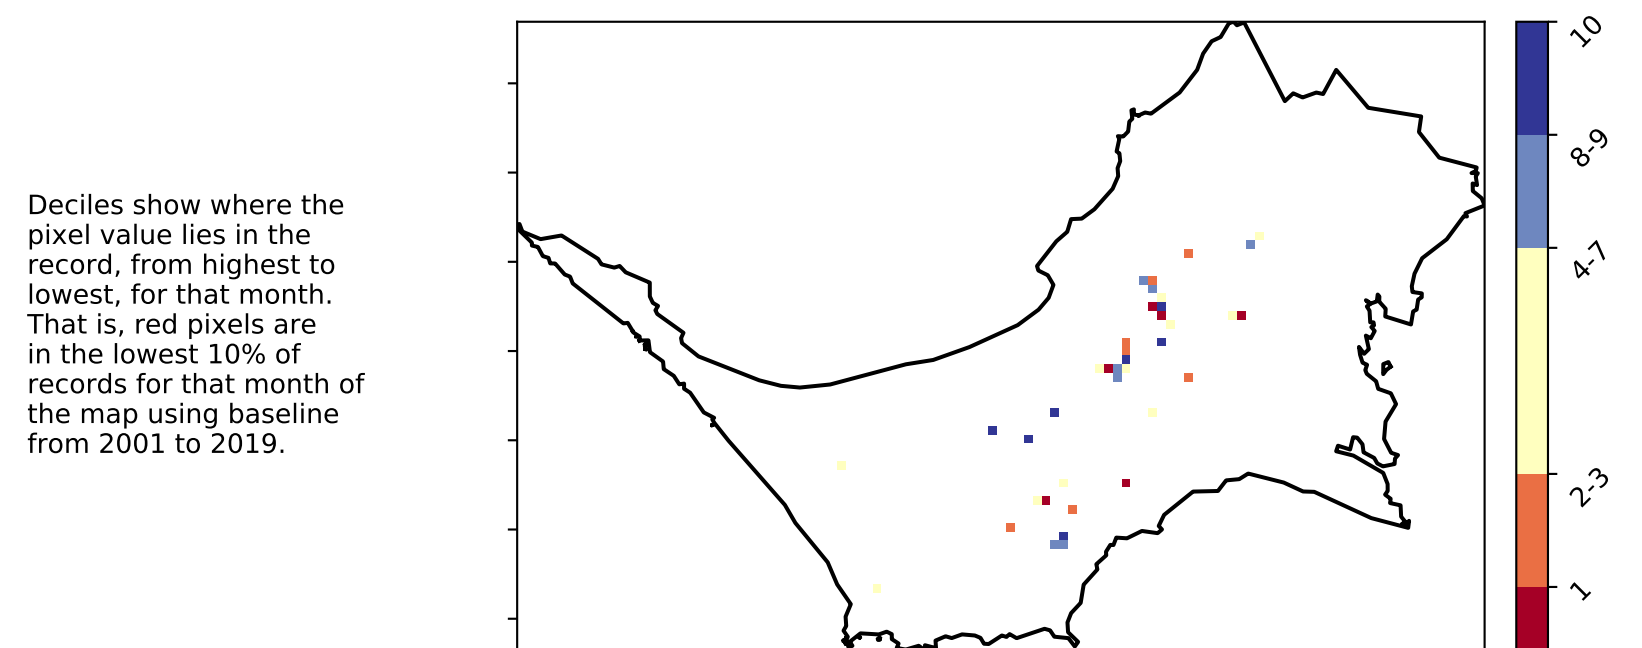 Deciles show where the
pixel value lies in the
record, from highest to
lowest, for that month.
That is, red pixels are
in the lowest 10% of
records for that month of
the map using baseline
from 2001 to 2019.
10
8-9
4-7
2-3
1